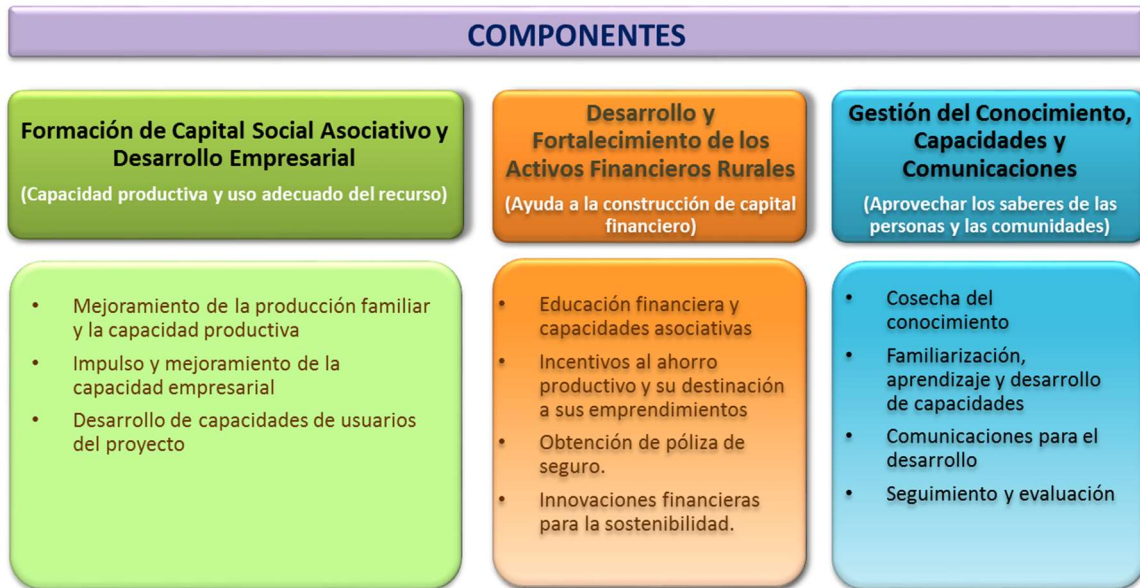 COMPONENTES
Formación de Capital Social Asociativo y
Desarrollo Empresarial
(Capacidad productiva y uso adecuado del recurso)
Desarrollo y
Fortalecimiento de los
Activos Financieros Rurales
(Ayuda a la construcción de capital
financiero)
Gestión del Conocimiento,
Capacidades y
Comunicaciones
(Aprovechar los saberes de las
personas y las comunidades)
• Mejoramiento de la producción familiar
y la capacidad productiva
• Impulso y mejoramiento de la
capacidad empresarial
• Desarrollo de capacidades de usuarios
del proyecto
• Educación financiera y
capacidades asociativas
• Incentivos al ahorro
productivo y su destinación
a sus emprendimientos
• Obtención de póliza de
seguro.
• Innovaciones financieras
para la sostenibilidad.
• Cosecha del
conocimiento
• Familiarización,
aprendizaje y desarrollo
de capacidades
• Comunicaciones para el
desarrollo
• Seguimiento y evaluación